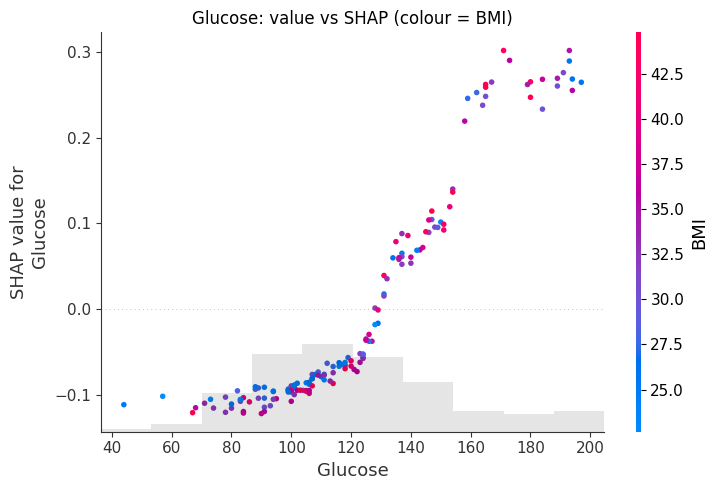 Glucose: value vs SHAP (colour = BMI)
SHAP value for
Glucose
0.3
0.2
0.1
0.0
−0.1
40 60 80 100 120 140 160 180 200
Glucose
42.5
40.0
37.5
35.0
32.5
30.0
27.5
25.0
BMI